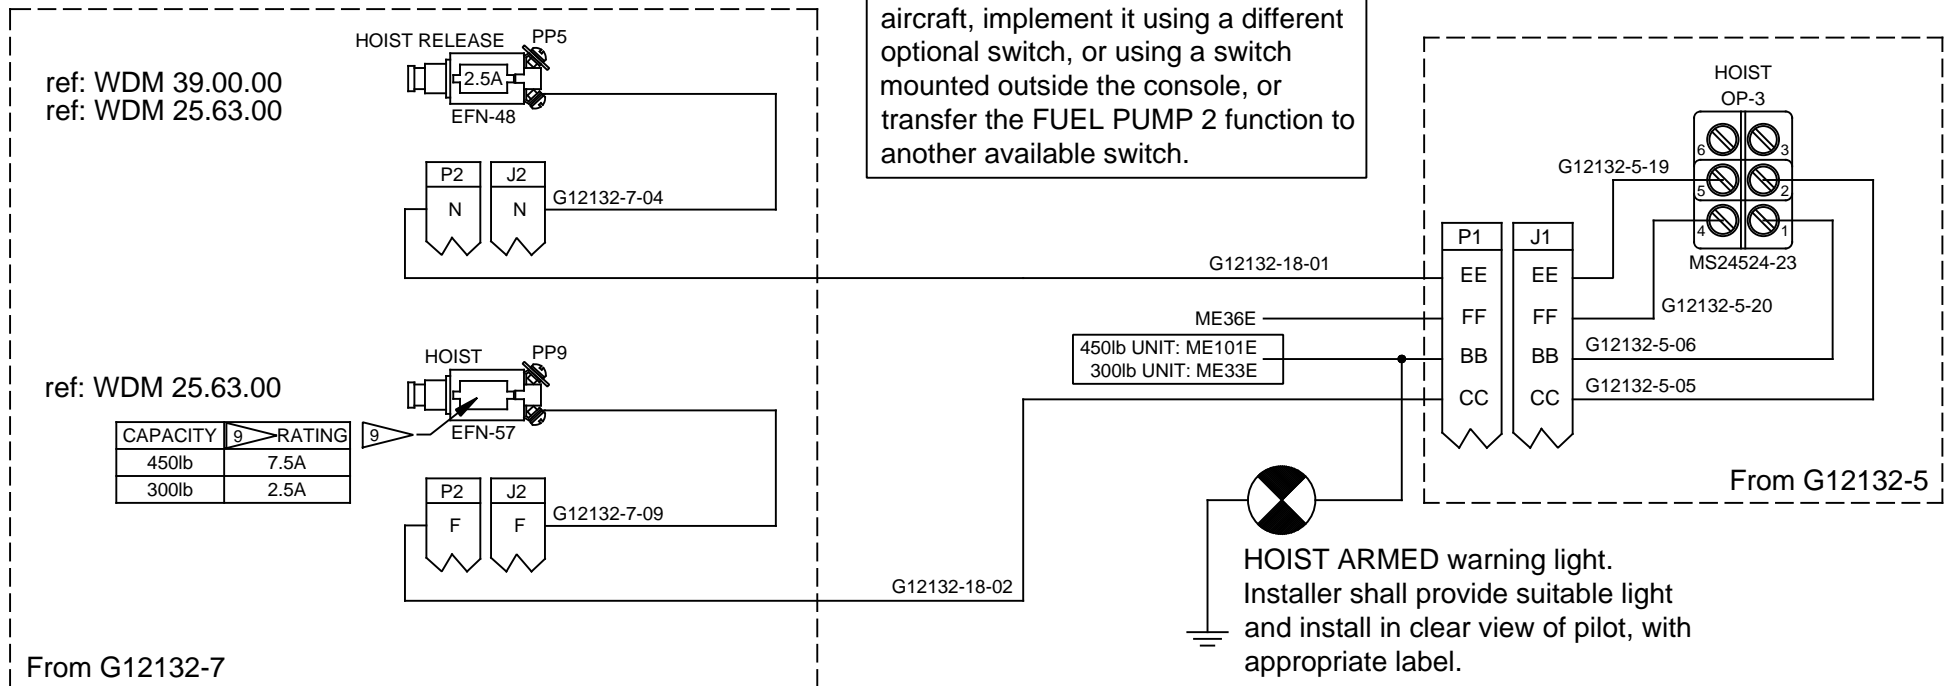 aircraft, implement it using a different
optional switch, or using a switch
mounted outside the console, or
transfer the FUEL PUMP 2 function to
another available switch.
ref: WDM 39.00.00
ref: WDM 25.63.00
HOIST RELEASE
PP5
2.5A
EFN-48
P2
J2
N
N
G12132-7-04
G12132-18-01
ref: WDM 25.63.00
HOIST
PP9
EFN-57
9
CAPACITY 9 RATING
450lb 7.5A
300lb 2.5A
P2
J2
F
F
G12132-7-09
G12132-18-02
From G12132-7
ME36E
450lb UNIT: ME101E
300lb UNIT: ME33E
HOIST
OP-3
6
3
5
2
4
1
MS24524-23
G12132-5-19
G12132-5-20
G12132-5-06
G12132-5-05
P1
J1
EE
EE
FF
FF
BB
BB
CC
CC
From G12132-5
HOIST ARMED warning light.
Installer shall provide suitable light
and install in clear view of pilot, with
appropriate label.